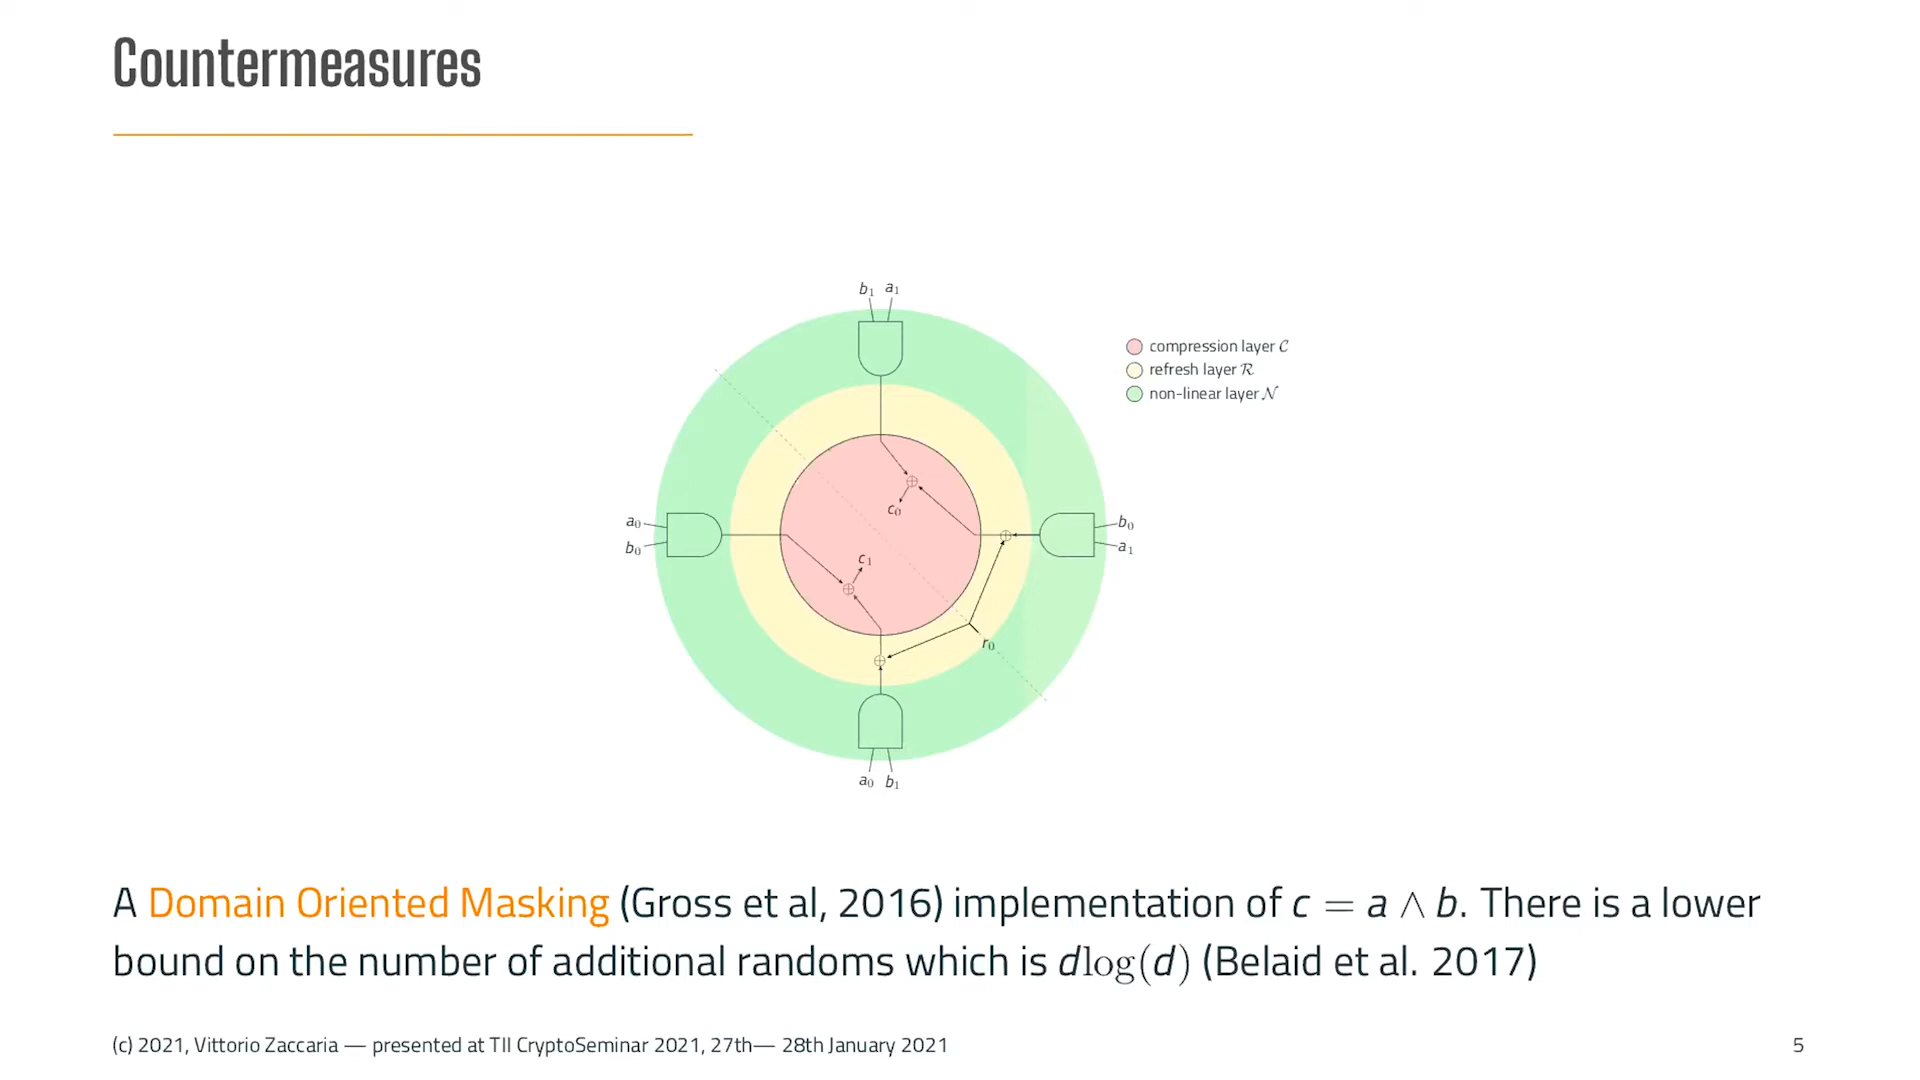 Countermeasures
b₁ a₁
compression layer 𝒞
refresh layer ℛ
non-linear layer 𝒩
c₀
a₀
b₀
b₀
a₁
c₁
r₀
a₀ b₁
A Domain Oriented Masking (Gross et al, 2016) implementation of c = a ∧ b. There is a lower
bound on the number of additional randoms which is dlog(d) (Belaid et al. 2017)
(c) 2021, Vittorio Zaccaria — presented at TII CryptoSeminar 2021, 27th— 28th January 2021
5